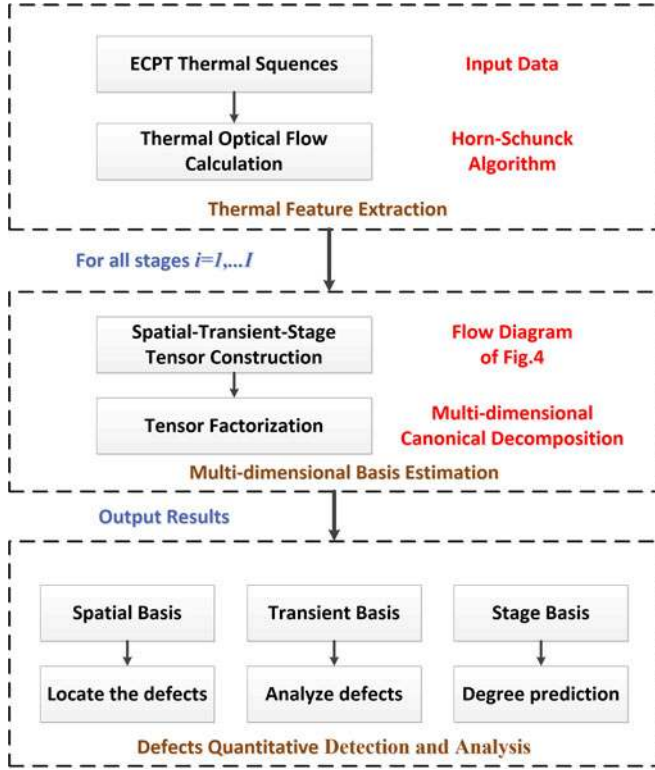 ECPT Thermal Squences
Input Data
Thermal Optical Flow
Calculation
Horn-Schunck
Algorithm
Thermal Feature Extraction
For all stages i=1,...I
Spatial-Transient-Stage
Tensor Construction
Flow Diagram
of Fig.4
Tensor Factorization
Multi-dimensional
Canonical Decomposition
Multi-dimensional Basis Estimation
Output Results
Spatial Basis
Transient Basis
Stage Basis
Locate the defects
Analyze defects
Degree prediction
Defects Quantitative Detection and Analysis